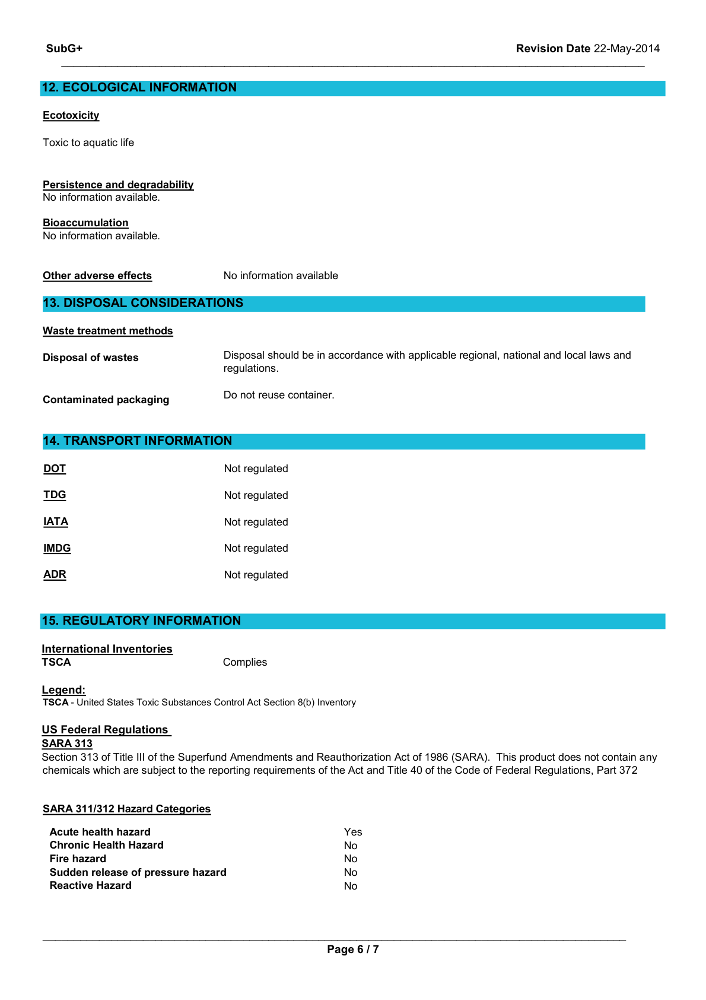 SubG+ Revision Date 22-May-2014
12. ECOLOGICAL INFORMATION
Ecotoxicity
Toxic to aquatic life
Persistence and degradability
No information available.
Bioaccumulation
No information available.
Other adverse effects No information available
13. DISPOSAL CONSIDERATIONS
Waste treatment methods
Disposal of wastes Disposal should be in accordance with applicable regional, national and local laws and
regulations.
Contaminated packaging Do not reuse container.
14. TRANSPORT INFORMATION
DOT Not regulated
TDG Not regulated
IATA Not regulated
IMDG Not regulated
ADR Not regulated
15. REGULATORY INFORMATION
International Inventories
TSCA Complies
Legend:
TSCA - United States Toxic Substances Control Act Section 8(b) Inventory
US Federal Regulations
SARA 313
Section 313 of Title III of the Superfund Amendments and Reauthorization Act of 1986 (SARA). This product does not contain any
chemicals which are subject to the reporting requirements of the Act and Title 40 of the Code of Federal Regulations, Part 372
SARA 311/312 Hazard Categories
Acute health hazard Yes
Chronic Health Hazard No
Fire hazard No
Sudden release of pressure hazard No
Reactive Hazard No
Page 6 / 7